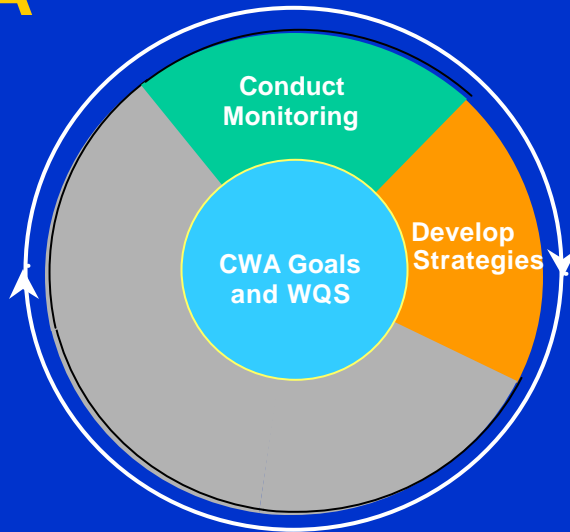 A
Conduct
Monitoring
Develop
Strategies
CWA Goals
and WQS